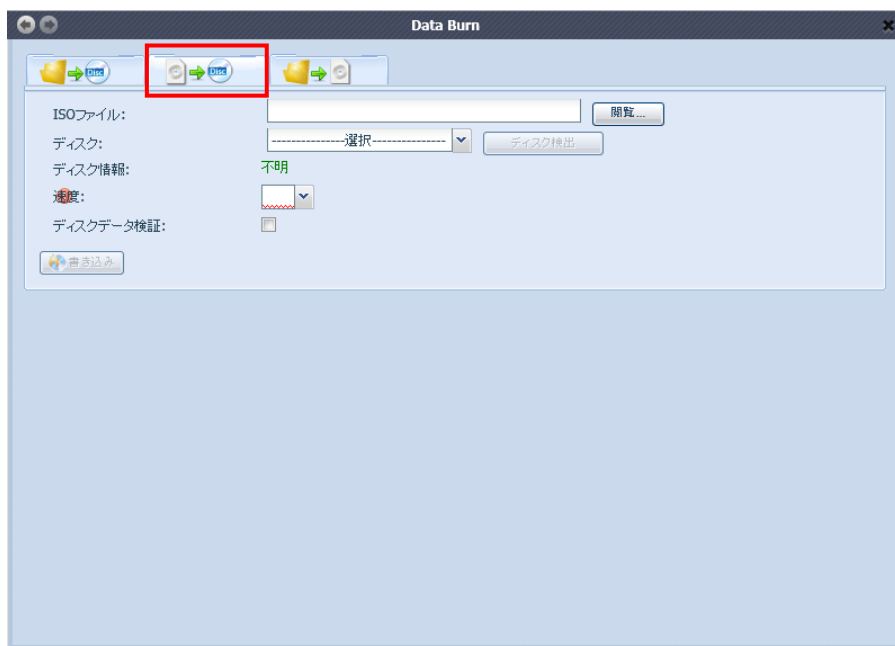 Data Burn
Disc
Disc
ISOファイル:
閲覧...
ディスク:
---------------選択---------------
ディスク検出
ディスク情報:
不明
速度:
ディスクデータ検証:
書き込み